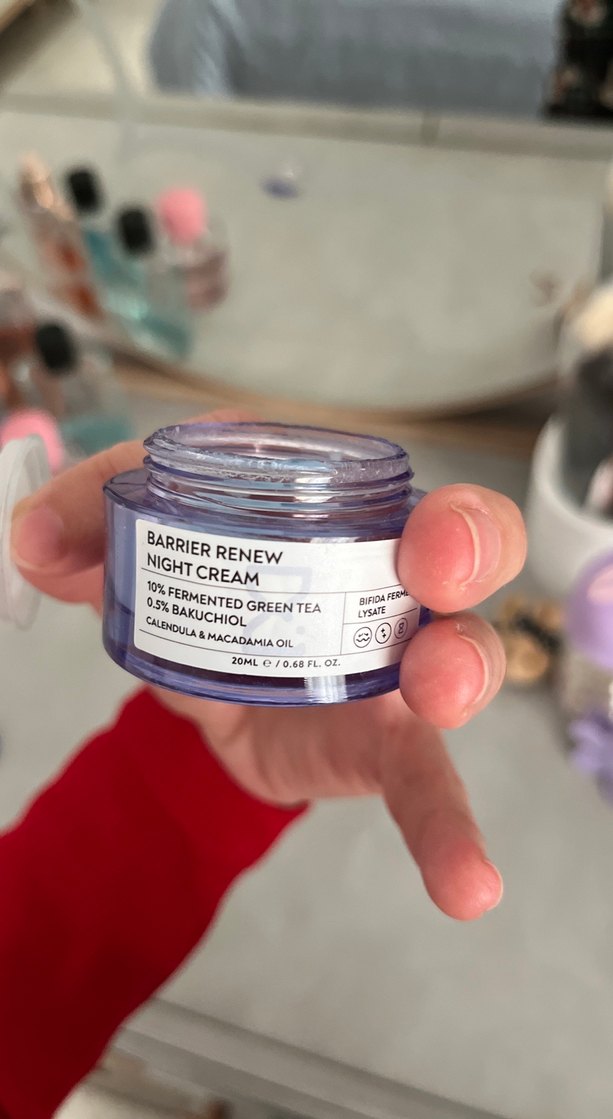 BARRIER RENEW
NIGHT CREAM
10% FERMENTED GREEN TEA
0.5% BAKUCHIOL
CALENDULA & MACADAMIA OIL
BIFIDA
LYSATE
20ML ℮ / 0.68 FL. OZ.